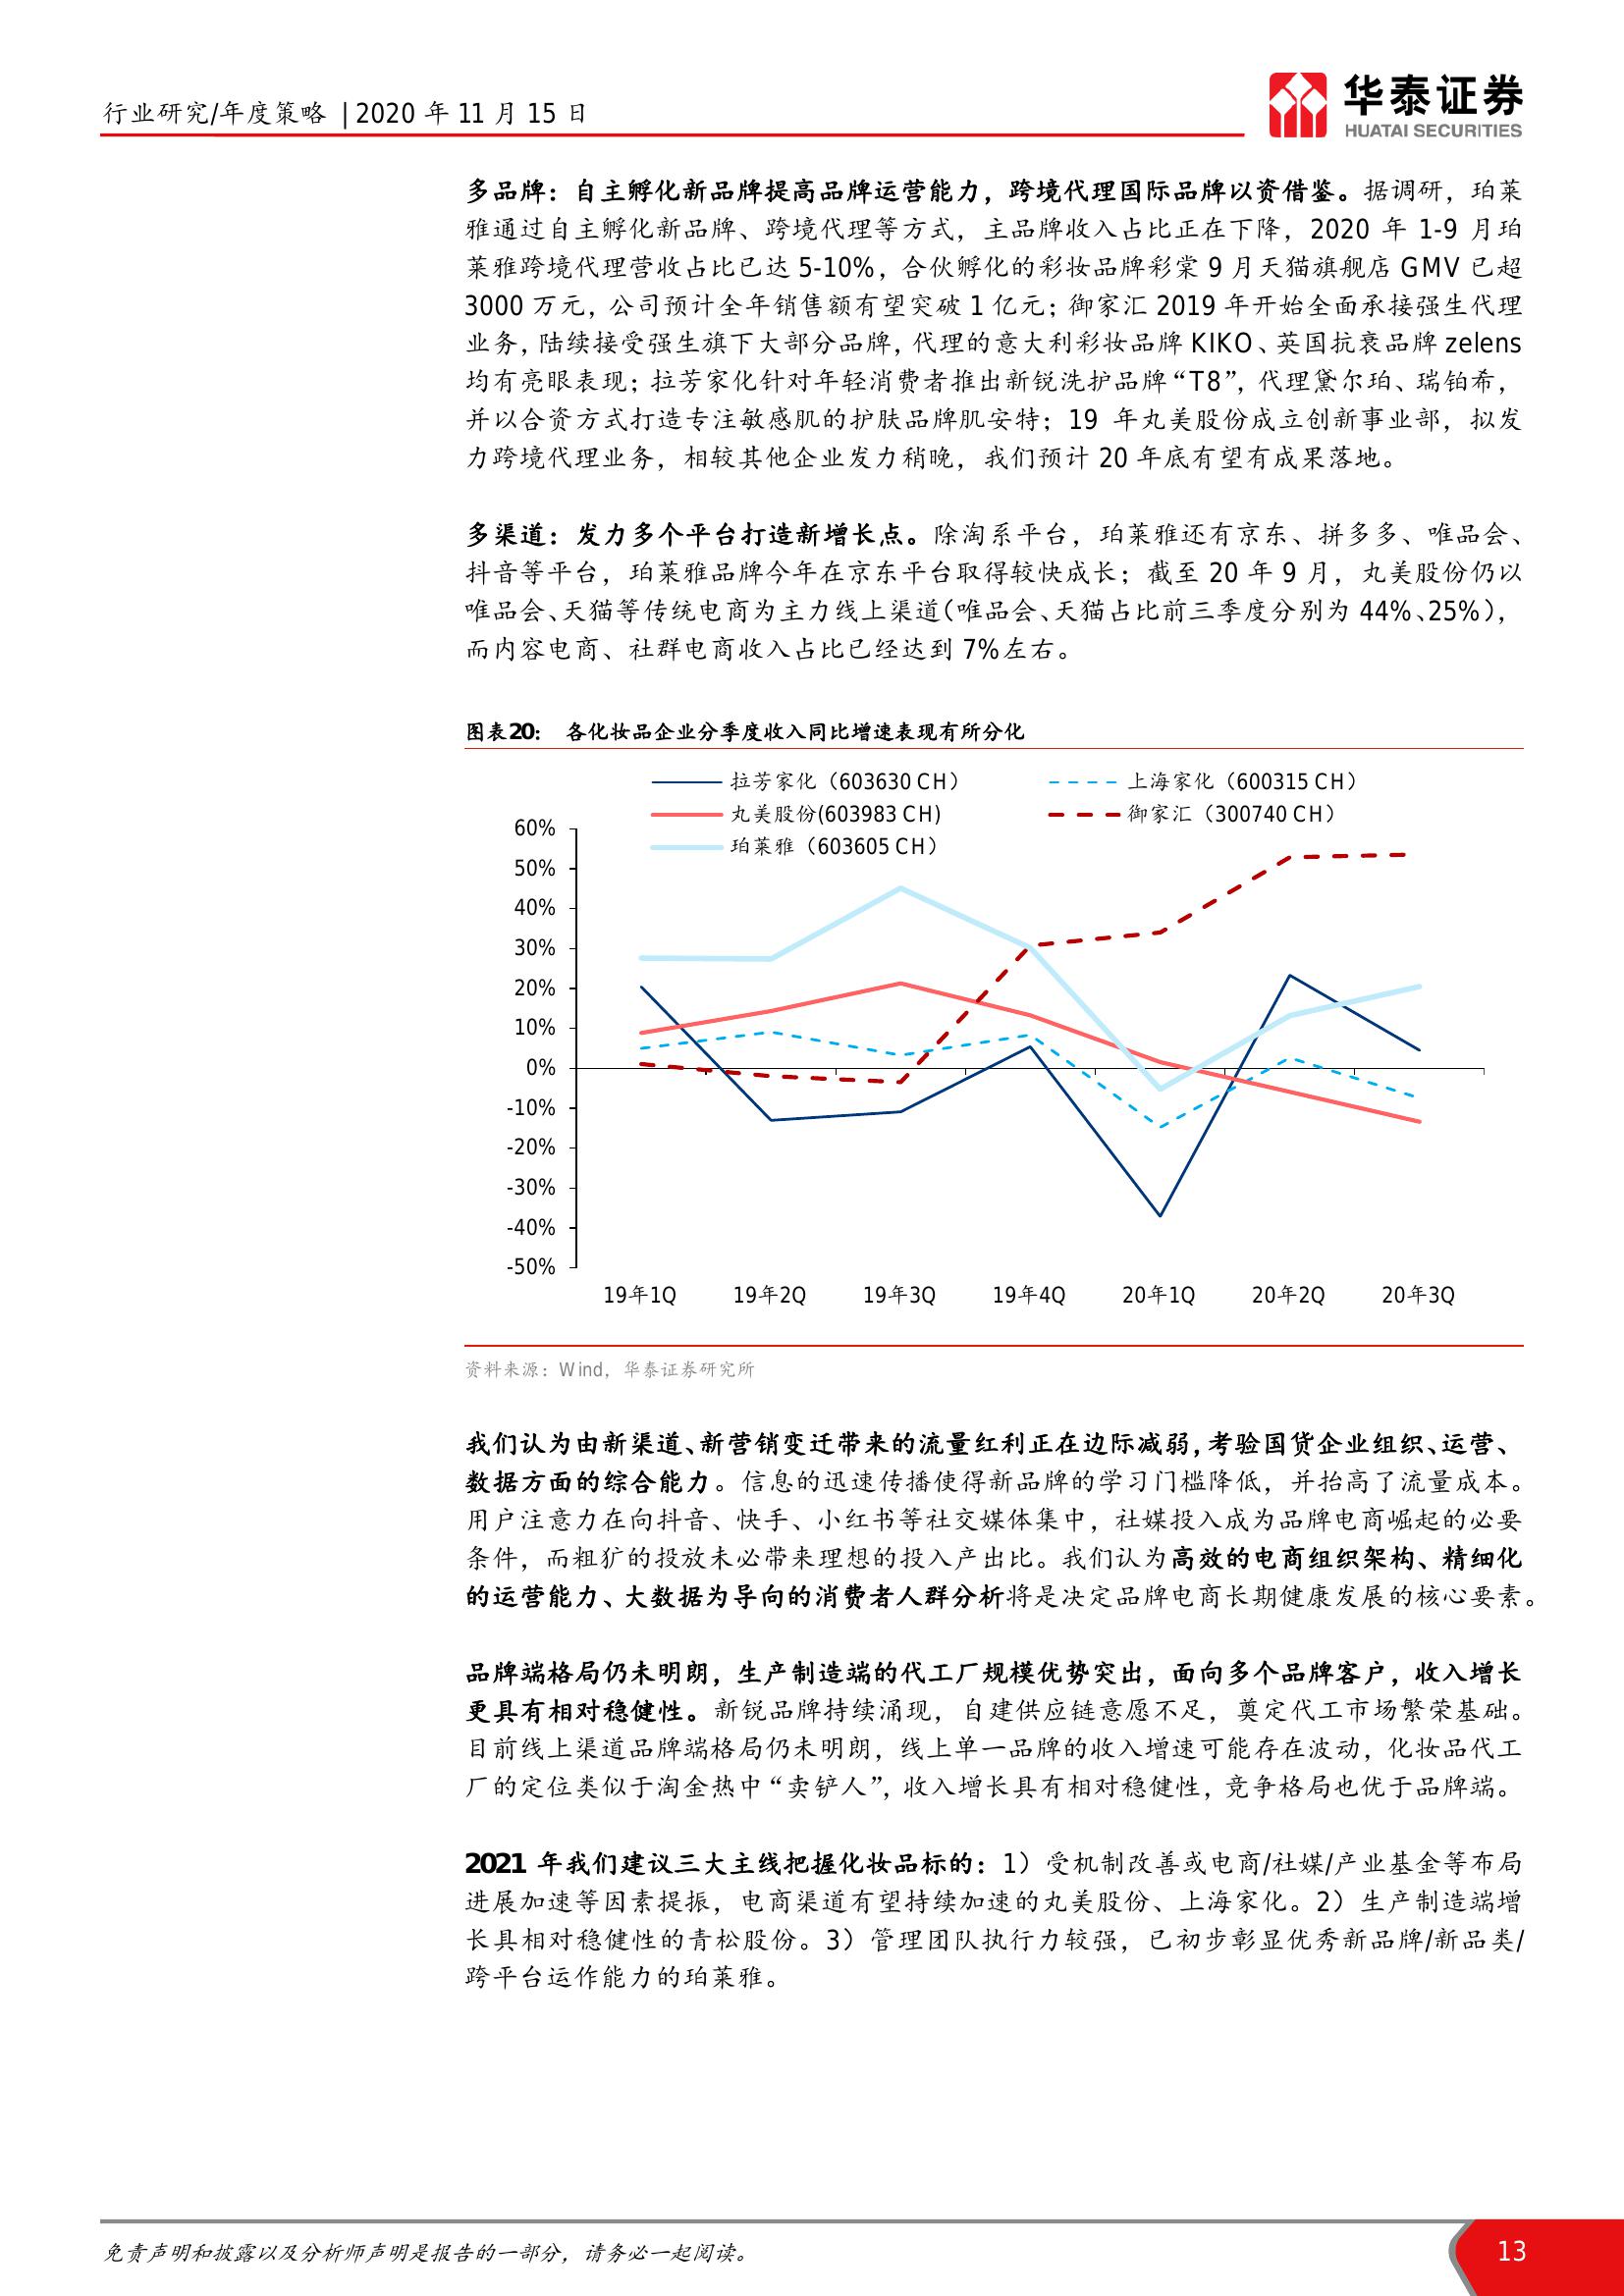 行业研究/年度策略 | 2020 年 11 月 15 日
华泰证券
HUATAI SECURITIES
多品牌：自主孵化新品牌提高品牌运营能力，跨境代理国际品牌以资借鉴。据调研，珀莱
雅通过自主孵化新品牌、跨境代理等方式，主品牌收入占比正在下降，2020 年 1-9 月珀
莱雅跨境代理营收占比已达 5-10%，合伙孵化的彩妆品牌彩棠 9 月天猫旗舰店 GMV 已超
3000 万元，公司预计全年销售额有望突破 1 亿元；御家汇 2019 年开始全面承接强生代理
业务，陆续接受强生旗下大部分品牌，代理的意大利彩妆品牌 KIKO、英国抗衰品牌 zelens
均有亮眼表现；拉芳家化针对年轻消费者推出新锐洗护品牌“T8”，代理黛尔珀、瑞铂希，
并以合资方式打造专注敏感肌的护肤品牌肌安特；19 年丸美股份成立创新事业部，拟发
力跨境代理业务，相较其他企业发力稍晚，我们预计 20 年底有望有成果落地。
多渠道：发力多个平台打造新增长点。除淘系平台，珀莱雅还有京东、拼多多、唯品会、
抖音等平台，珀莱雅品牌今年在京东平台取得较快成长；截至 20 年 9 月，丸美股份仍以
唯品会、天猫等传统电商为主力线上渠道（唯品会、天猫占比前三季度分别为 44%、25%），
而内容电商、社群电商收入占比已经达到 7%左右。
图表20： 各化妆品企业分季度收入同比增速表现有所分化
拉芳家化（603630 CH） 上海家化（600315 CH）
丸美股份(603983 CH) 御家汇（300740 CH）
珀莱雅（603605 CH）
60%
50%
40%
30%
20%
10%
0%
-10%
-20%
-30%
-40%
-50%
19年1Q 19年2Q 19年3Q 19年4Q 20年1Q 20年2Q 20年3Q
资料来源：Wind，华泰证券研究所
我们认为由新渠道、新营销变迁带来的流量红利正在边际减弱，考验国货企业组织、运营、
数据方面的综合能力。信息的迅速传播使得新品牌的学习门槛降低，并抬高了流量成本。
用户注意力在向抖音、快手、小红书等社交媒体集中，社媒投入成为品牌电商崛起的必要
条件，而粗犷的投放未必带来理想的投入产出比。我们认为高效的电商组织架构、精细化
的运营能力、大数据为导向的消费者人群分析将是决定品牌电商长期健康发展的核心要素。
品牌端格局仍未明朗，生产制造端的代工厂规模优势突出，面向多个品牌客户，收入增长
更具有相对稳健性。新锐品牌持续涌现，自建供应链意愿不足，奠定代工市场繁荣基础。
目前线上渠道品牌端格局仍未明朗，线上单一品牌的收入增速可能存在波动，化妆品代工
厂的定位类似于淘金热中“卖铲人”，收入增长具有相对稳健性，竞争格局也优于品牌端。
2021 年我们建议三大主线把握化妆品标的：1）受机制改善或电商/社媒/产业基金等布局
进展加速等因素提振，电商渠道有望持续加速的丸美股份、上海家化。2）生产制造端增
长具相对稳健性的青松股份。3）管理团队执行力较强，已初步彰显优秀新品牌/新品类/
跨平台运作能力的珀莱雅。
免责声明和披露以及分析师声明是报告的一部分，请务必一起阅读。
13